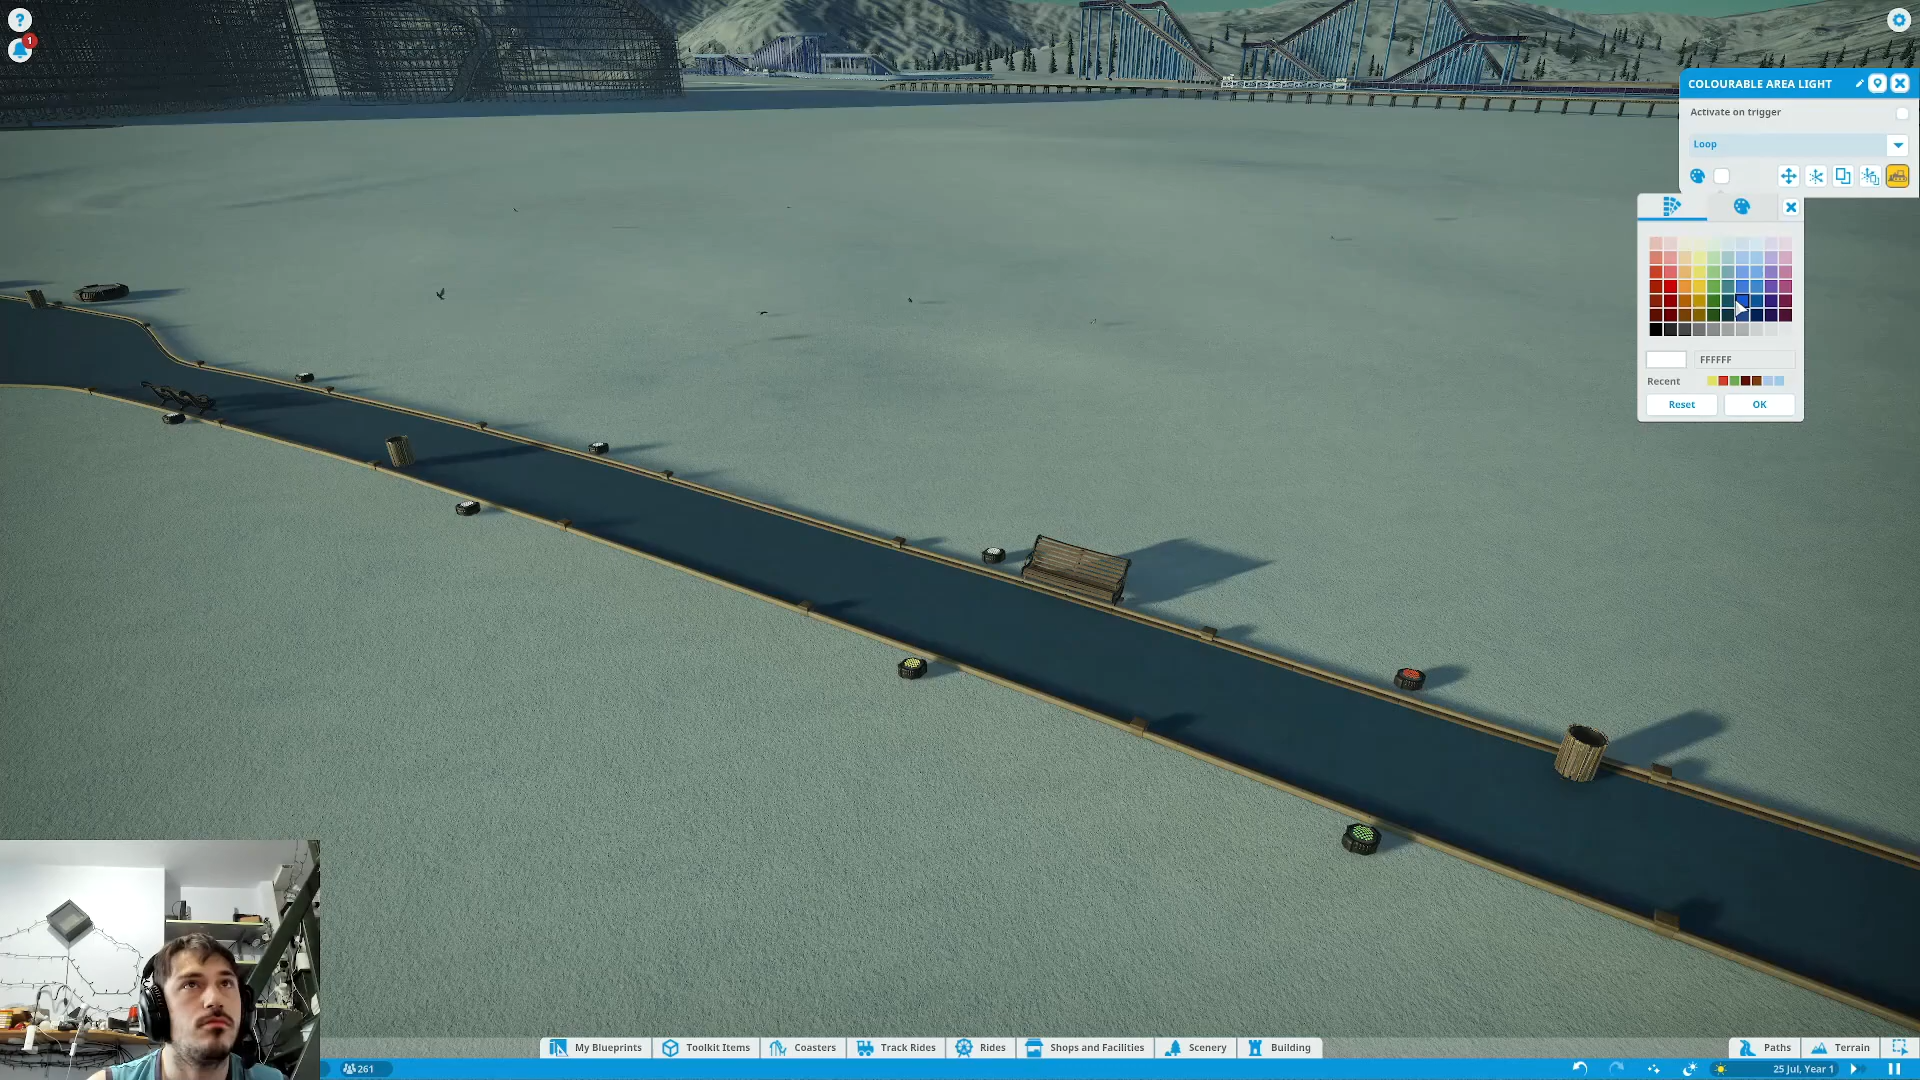 ?
1
COLOURABLE AREA LIGHT
Activate on trigger
Loop
FFFFFF
Recent
Reset OK
My Blueprints Toolkit Items Coasters Track Rides Rides Shops and Facilities Scenery Building Paths Terrain
261 25 Jul, Year 1